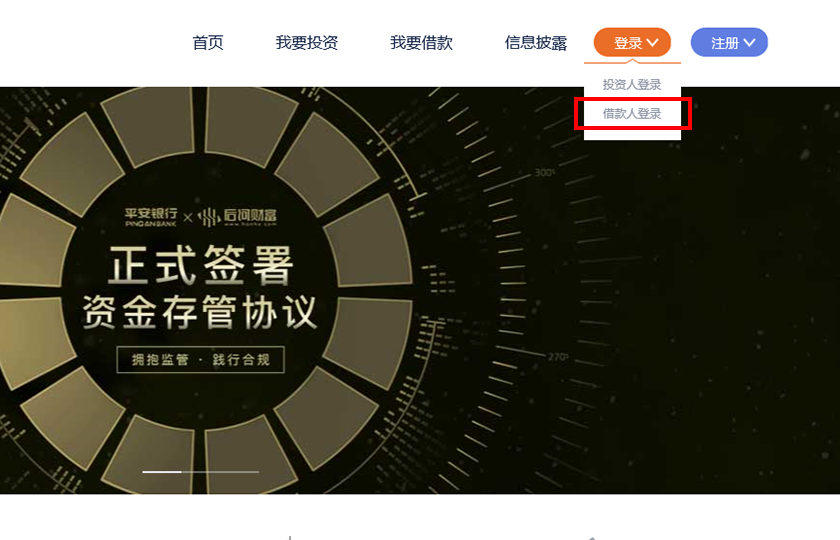 首页 我要投资 我要借款 信息披露 登录 注册
投资人登录
借款人登录
300°
平安银行 × 后河财富
PINGAN BANK
正式签署
资金存管协议
拥抱监管 · 践行合规
270°